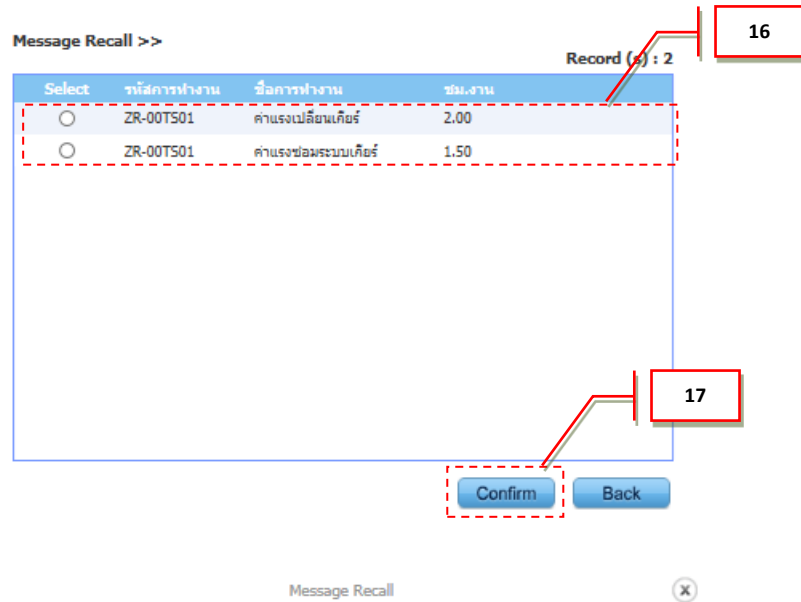 16
Message Recall >>
Record (s) : 2
Select รหัสการทำงาน ชื่อการทำงาน ชม.งาน
ZR-00TS01 ค่าแรงเปลี่ยนเกียร์ 2.00
ZR-00TS01 ค่าแรงซ่อมระบบเกียร์ 1.50
17
Confirm Back
Message Recall x